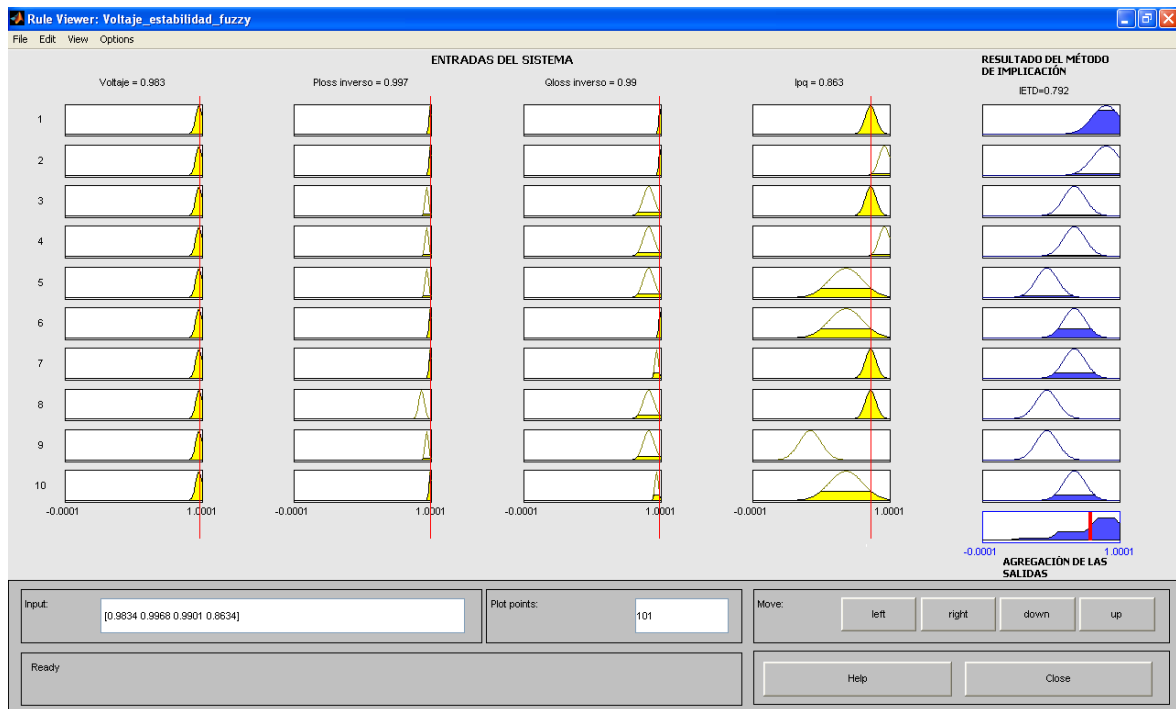 Rule Viewer: Voltaje_estabilidad_fuzzy
File Edit View Options
ENTRADAS DEL SISTEMA
RESULTADO DEL MÉTODO
DE IMPLICACIÓN
Voltaje = 0.983
Ploss inverso = 0.997
Qloss inverso = 0.99
Ipq = 0.863
IETD=0.792
1
2
3
4
5
6
7
8
9
10
-0.0001 1.0001
-0.0001 1.0001
-0.0001 1.0001
-0.0001 1.0001
-0.0001 1.0001
AGREGACIÓN DE LAS
SALIDAS
Input:
[0.9834 0.9968 0.9901 0.8634]
Plot points:
101
Move:
left
right
down
up
Ready
Help
Close